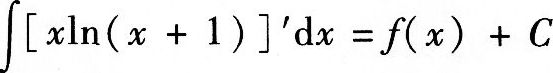 ∫[xln(x + 1)]′dx = f(x) + C